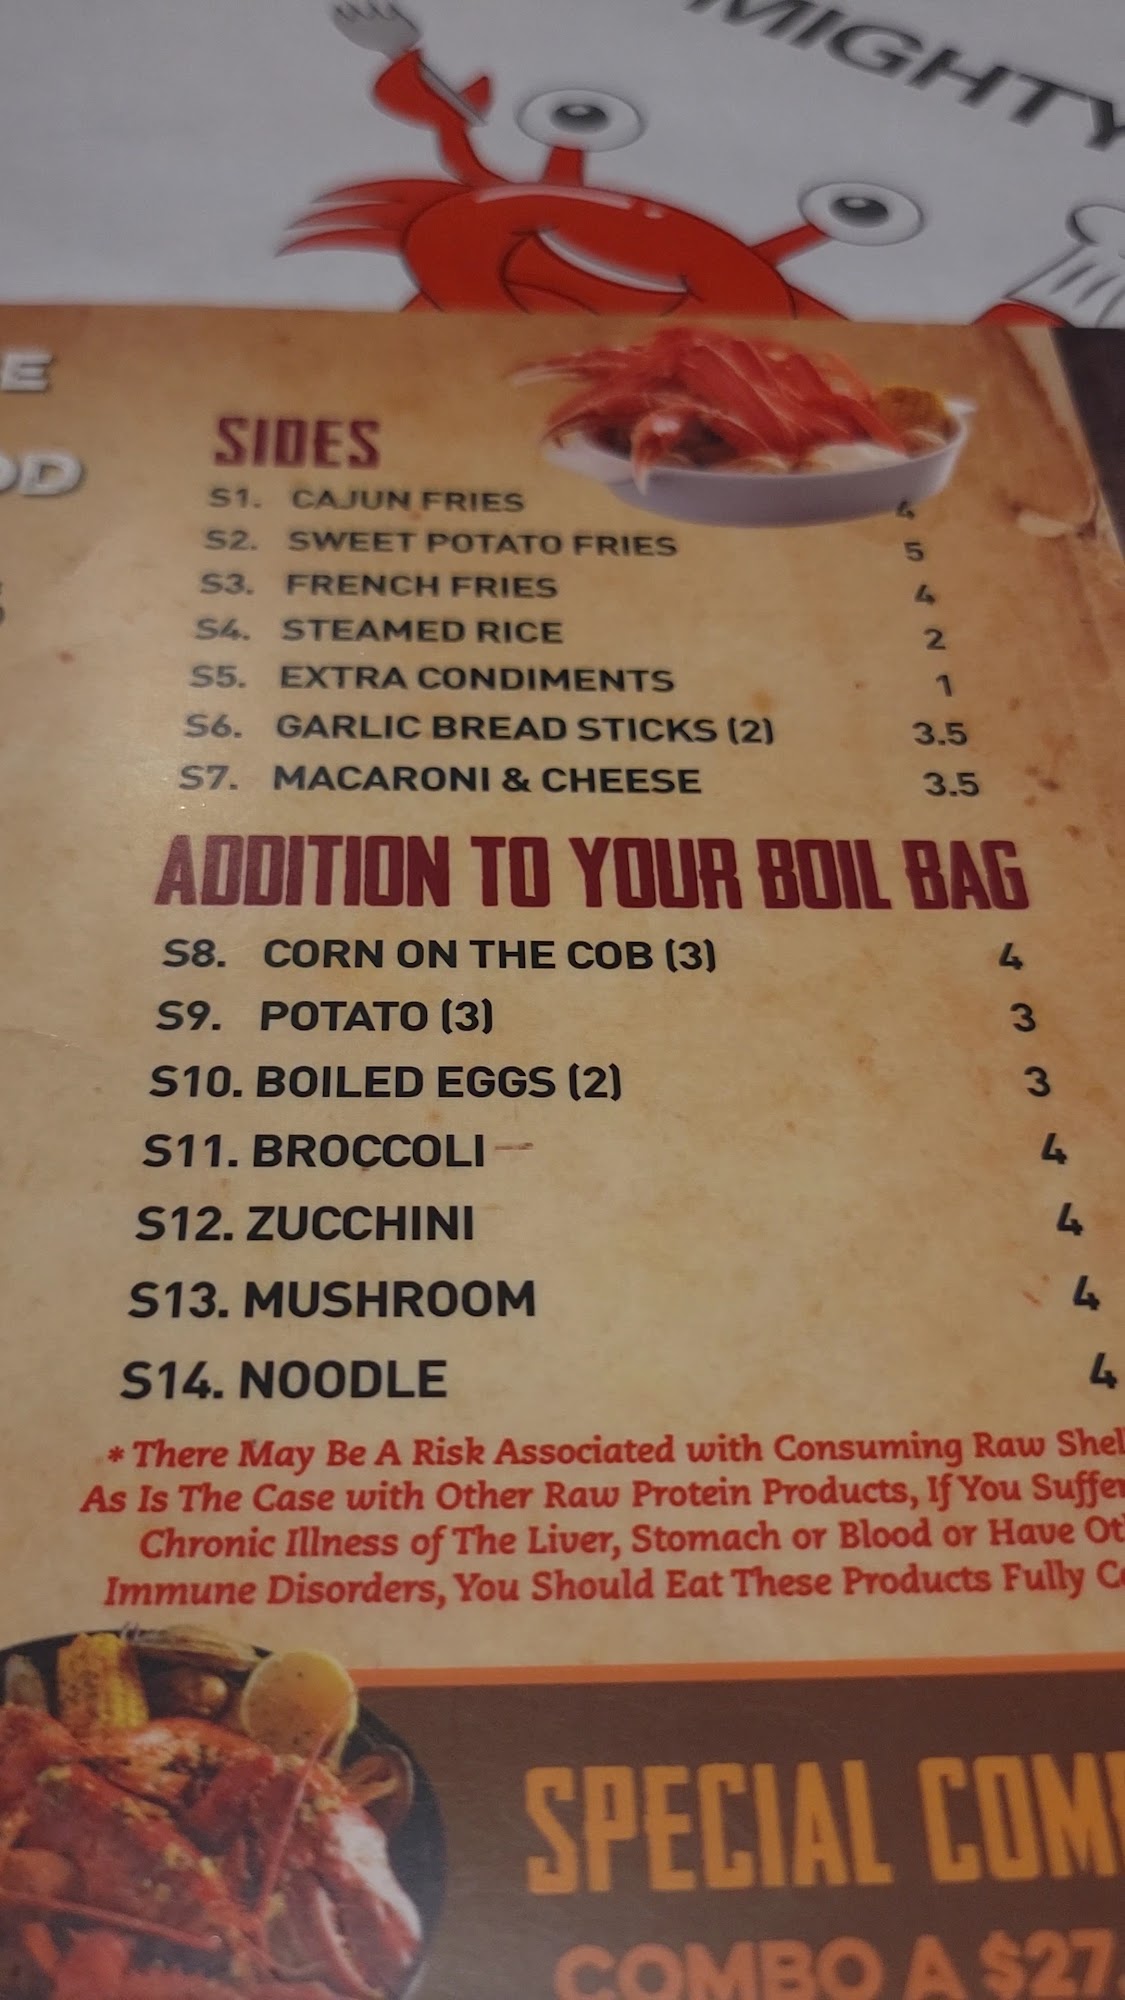 MIGHTY
SIDES
S1. CAJUN FRIES 4
S2. SWEET POTATO FRIES 5
S3. FRENCH FRIES 4
S4. STEAMED RICE 2
S5. EXTRA CONDIMENTS 1
S6. GARLIC BREAD STICKS (2) 3.5
S7. MACARONI & CHEESE 3.5
ADDITION TO YOUR BOIL BAG
S8. CORN ON THE COB (3) 4
S9. POTATO (3) 3
S10. BOILED EGGS (2) 3
S11. BROCCOLI 4
S12. ZUCCHINI 4
S13. MUSHROOM 4
S14. NOODLE 4
* There May Be A Risk Associated with Consuming Raw
As Is The Case with Other Raw Protein Products, If You
Chronic Illness of The Liver, Stomach or Blood or Have
Immune Disorders, You Should Eat These Products Fully
SPECIAL
COMBO A $27